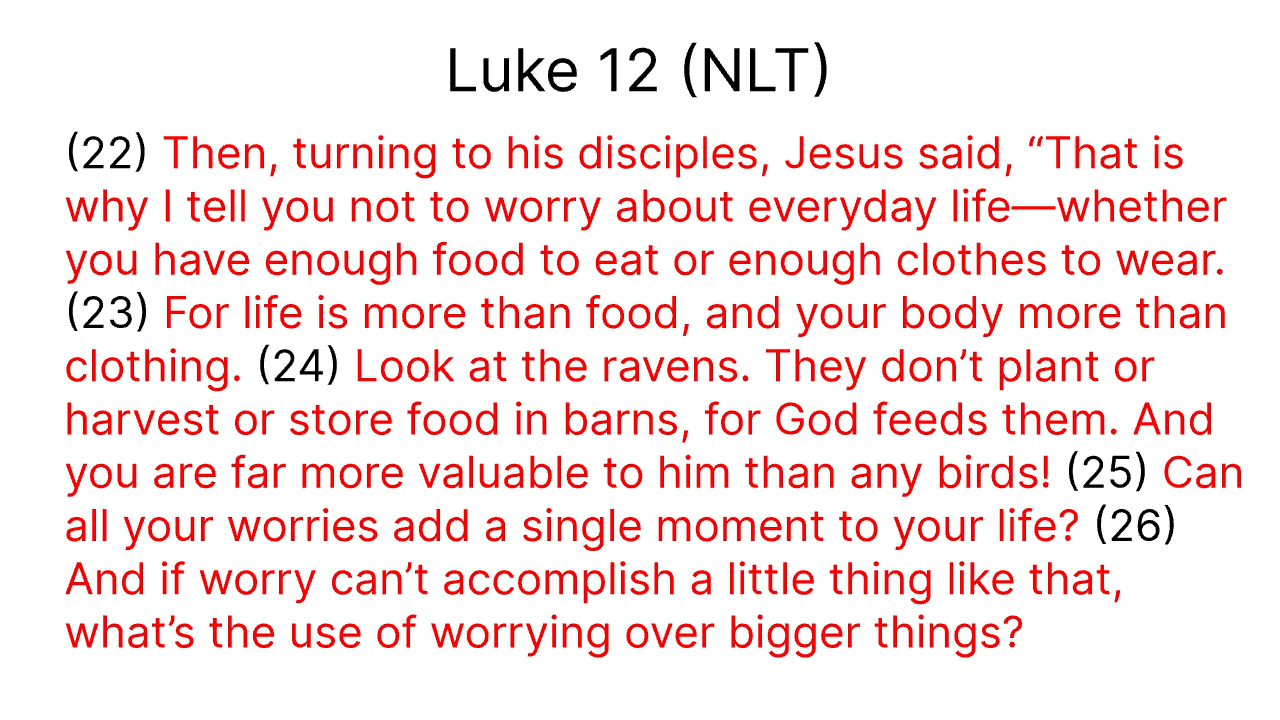 Luke 12 (NLT)
(22) Then, turning to his disciples, Jesus said, “That is
why I tell you not to worry about everyday life—whether
you have enough food to eat or enough clothes to wear.
(23) For life is more than food, and your body more than
clothing. (24) Look at the ravens. They don’t plant or
harvest or store food in barns, for God feeds them. And
you are far more valuable to him than any birds! (25) Can
all your worries add a single moment to your life? (26)
And if worry can’t accomplish a little thing like that,
what’s the use of worrying over bigger things?